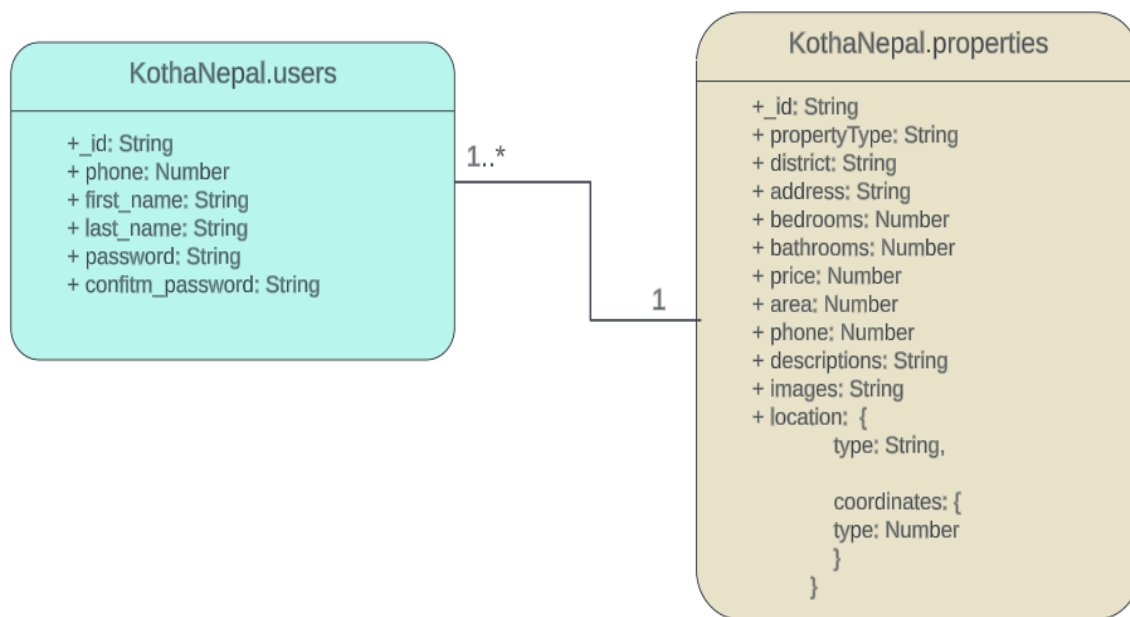 KothaNepal.users
+_id: String
+ phone: Number
+ first_name: String
+ last_name: String
+ password: String
+ confitm_password: String
1..*
1
KothaNepal.properties
+_id: String
+ propertyType: String
+ district: String
+ address: String
+ bedrooms: Number
+ bathrooms: Number
+ price: Number
+ area: Number
+ phone: Number
+ descriptions: String
+ images: String
+ location: {
type: String,
coordinates: {
type: Number
}
}